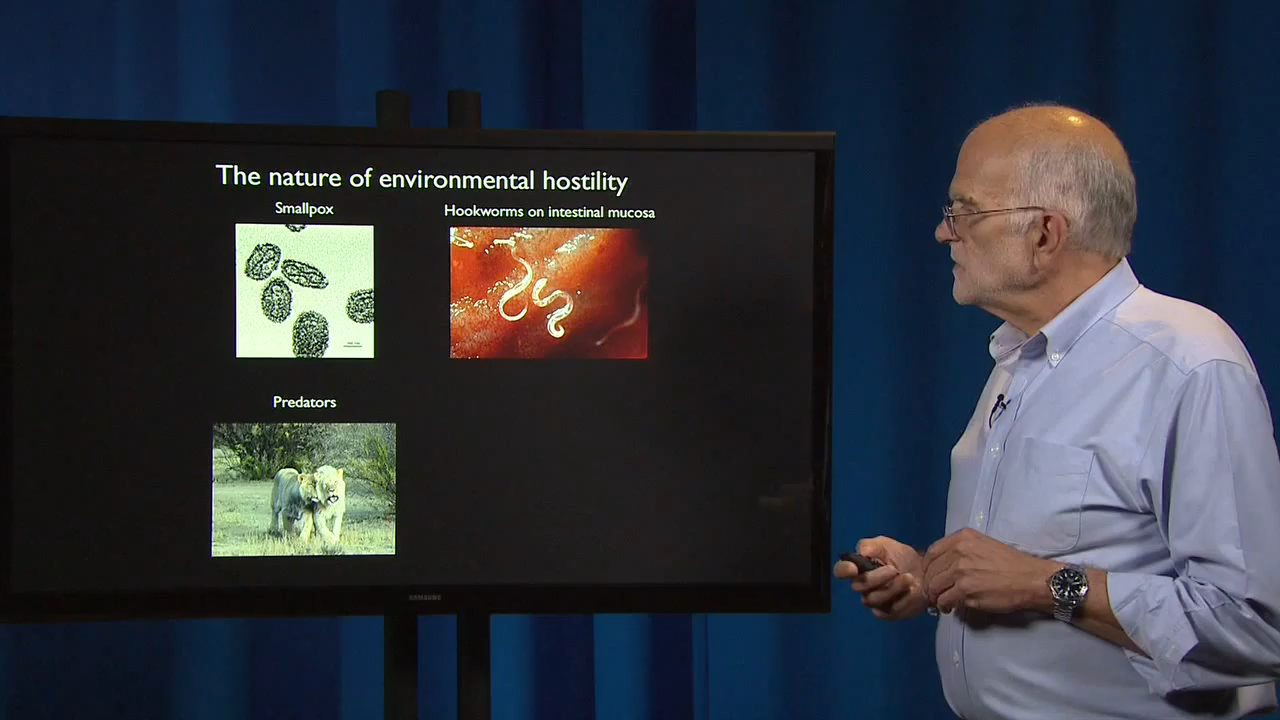 The nature of environmental hostility
Smallpox
Hookworms on intestinal mucosa
Predators
SAMSUNG